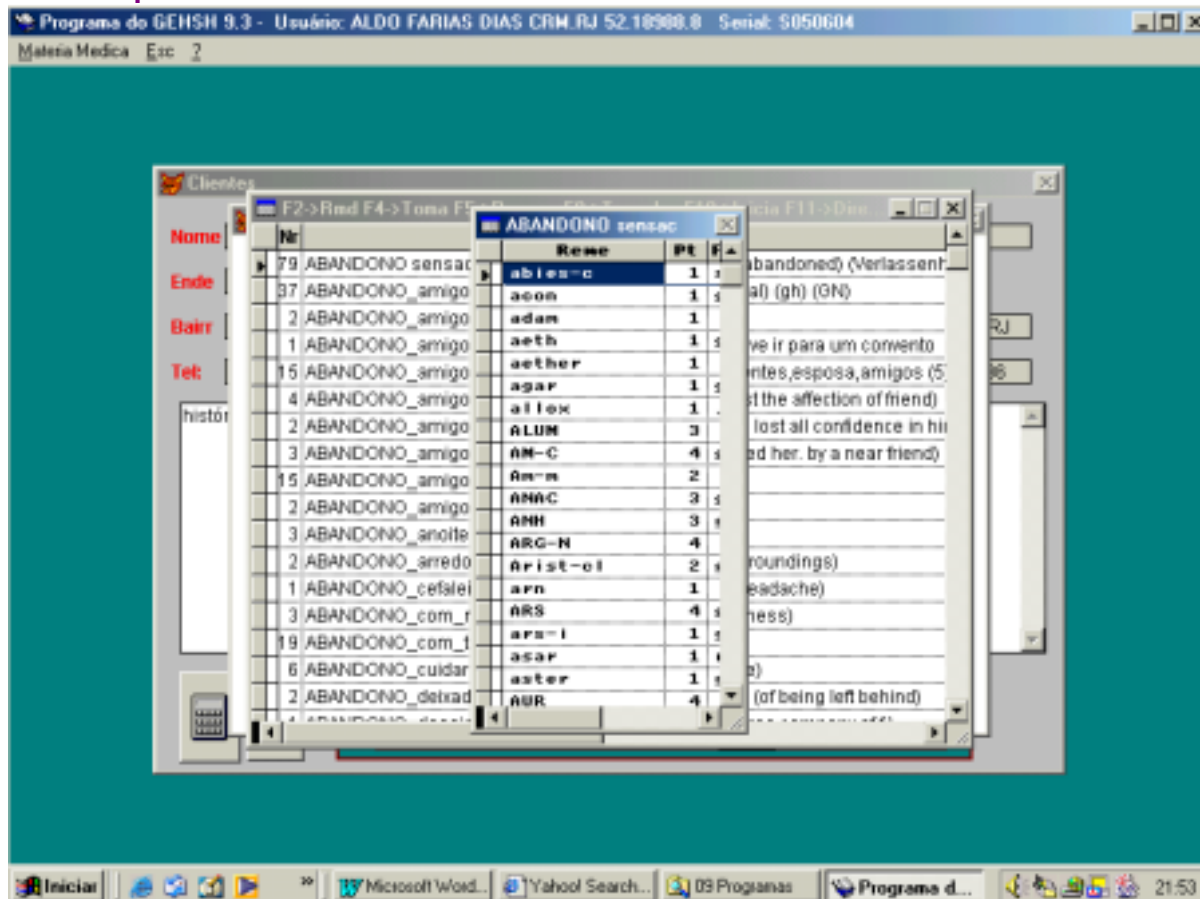 Programa do GEHSH 9.3 - Usuário: ALDO FARIAS DIAS CRM.RJ 52.18988.8 Serial: S050604
Materia Medica Esc ?
Clientes
F2->Rmd F4->Toma
F11->
ABANDONO sensac
Nome
Ende
Bairr
Tel:
histór
RJ
Nr
79 ABANDONO sensac
abandoned) (Verlassenh
37 ABANDONO_amigo
al) (gh) (GN)
2 ABANDONO_amigo
1 ABANDONO_amigo
ve ir para um convento
15 ABANDONO_amigo
ntes,esposa,amigos (5)
4 ABANDONO_amigo
st the affection of friend)
2 ABANDONO_amigo
lost all confidence in hi
3 ABANDONO_amigo
ed her. by a near friend)
15 ABANDONO_amigo
2 ABANDONO_amigo
3 ABANDONO_anoite
2 ABANDONO_arredo
roundings)
1 ABANDONO_cefalei
eadache)
3 ABANDONO_com_r
ness)
19 ABANDONO_com_t
6 ABANDONO_cuidar
e)
2 ABANDONO_deixad
(of being left behind)
Reme Pt F
abies-c 1
acon 1
adam 1
aeth 1
aether 1
agar 1
allox 1
ALUM 3
AM-C 4
Am-m 2
ANAC 3
ANH 3
ARG-N 4
Arist-cl 2
arn 1
ARS 4
ars-i 1
asar 1
aster 1
AUR 4
Iniciar
»
Microsoft Word...
Yahoo! Search...
09 Programas
Programa d...
21:53